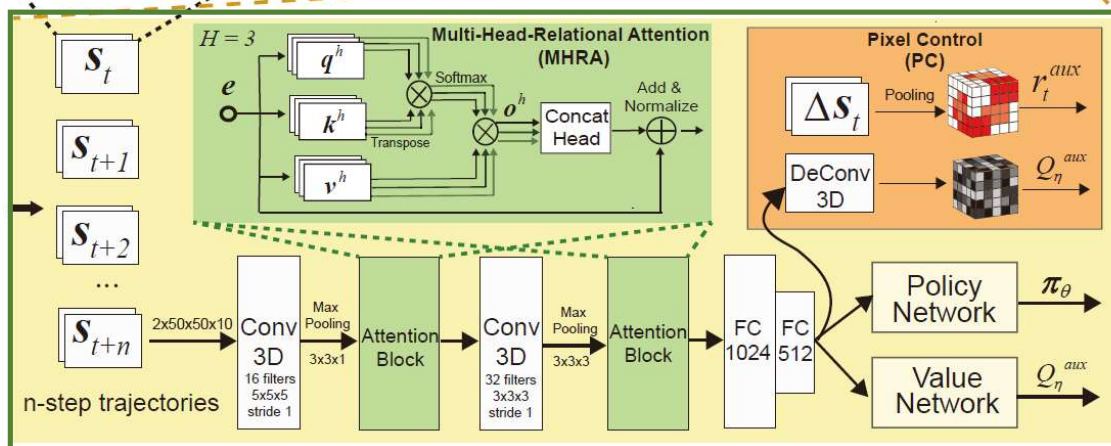 S_t
S_{t+1}
S_{t+2}
...
S_{t+n}
n-step trajectories
H = 3
Multi-Head-Relational Attention
(MHRA)
e
q^h
k^h
v^h
Softmax
Transpose
o^h
Concat
Head
Add &
Normalize
Pixel Control
(PC)
ΔS_t
Pooling
r_t^{aux}
DeConv
3D
Q_η^{aux}
2x50x50x10
Conv
3D
16 filters
5x5x5
stride 1
Max
Pooling
3x3x1
Attention
Block
Conv
3D
32 filters
3x3x3
stride 1
Max
Pooling
3x3x3
Attention
Block
FC
1024
FC
512
Policy
Network
π_θ
Value
Network
Q_η^{aux}